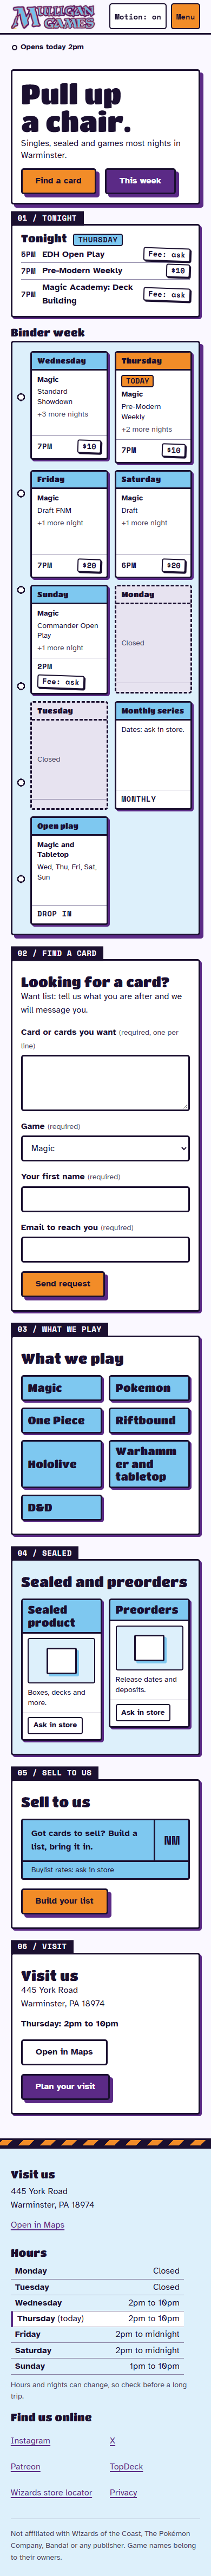 MULLIGAN GAMES
Motion: on
Menu
Opens today 2pm
Pull up
a chair.
Singles, sealed and games most nights in
Warminster.
Find a card
This week
01 / TONIGHT
Tonight
THURSDAY
5PM EDH Open Play Fee: ask
7PM Pre-Modern Weekly $10
7PM Magic Academy: Deck
Building Fee: ask
Binder week
Wednesday
Magic
Standard
Showdown
+3 more nights
7PM $10
Thursday
TODAY
Magic
Pre-Modern
Weekly
+2 more nights
7PM $10
Friday
Magic
Draft FNM
+1 more night
7PM $20
Saturday
Magic
Draft
+1 more night
6PM $20
Sunday
Magic
Commander Open
Play
+1 more night
2PM
Fee: ask
Monday
Closed
Tuesday
Closed
Monthly series
Dates: ask in store.
MONTHLY
Open play
Magic and
Tabletop
Wed, Thu, Fri, Sat,
Sun
DROP IN
02 / FIND A CARD
Looking for a card?
Want list: tell us what you are after and we
will message you.
Card or cards you want (required, one per
line)
Game (required)
Magic
Your first name (required)
Email to reach you (required)
Send request
03 / WHAT WE PLAY
What we play
Magic
Pokemon
One Piece
Riftbound
Hololive
Warhamm
er and
tabletop
D&D
04 / SEALED
Sealed and preorders
Sealed
product
Boxes, decks and
more.
Ask in store
Preorders
Release dates and
deposits.
Ask in store
05 / SELL TO US
Sell to us
Got cards to sell? Build a
list, bring it in.
NM
Buylist rates: ask in store
Build your list
06 / VISIT
Visit us
445 York Road
Warminster, PA 18974
Thursday: 2pm to 10pm
Open in Maps
Plan your visit
Visit us
445 York Road
Warminster, PA 18974
Open in Maps
Hours
Monday Closed
Tuesday Closed
Wednesday 2pm to 10pm
Thursday (today) 2pm to 10pm
Friday 2pm to midnight
Saturday 2pm to midnight
Sunday 1pm to 10pm
Hours and nights can change, so check before a long
trip.
Find us online
Instagram
X
Patreon
TopDeck
Wizards store locator
Privacy
Not affiliated with Wizards of the Coast, The Pokémon
Company, Bandai or any publisher. Game names belong
to their owners.